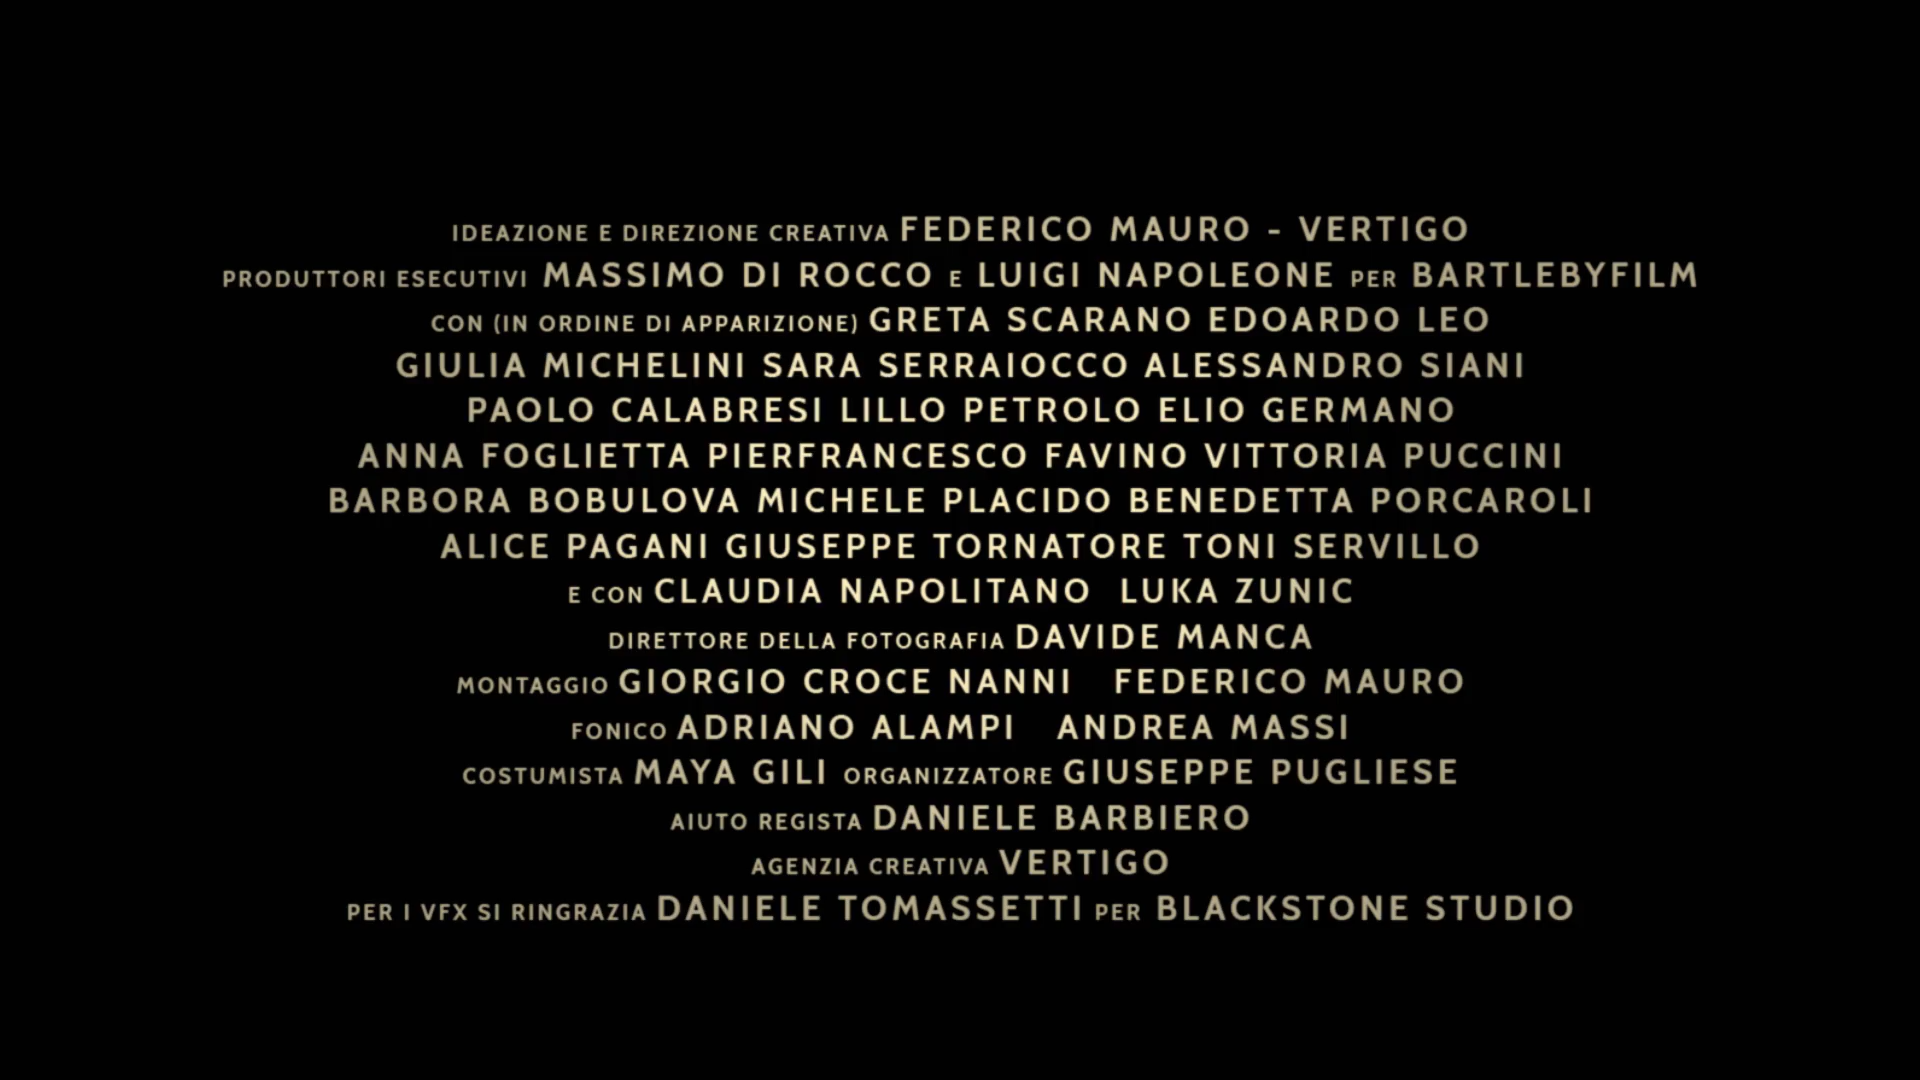 IDEAZIONE E DIREZIONE CREATIVA FEDERICO MAURO - VERTIGO
PRODUTTORI ESECUTIVI MASSIMO DI ROCCO E LUIGI NAPOLEONE PER BARTLEBYFILM
CON (IN ORDINE DI APPARIZIONE) GRETA SCARANO EDOARDO LEO
GIULIA MICHELINI SARA SERRAIOCCO ALESSANDRO SIANI
PAOLO CALABRESI LILLO PETROLO ELIO GERMANO
ANNA FOGLIETTA PIERFRANCESCO FAVINO VITTORIA PUCCINI
BARBORA BOBULOVA MICHELE PLACIDO BENEDETTA PORCAROLI
ALICE PAGANI GIUSEPPE TORNATORE TONI SERVILLO
E CON CLAUDIA NAPOLITANO LUKA ZUNIC
DIRETTORE DELLA FOTOGRAFIA DAVIDE MANCA
MONTAGGIO GIORGIO CROCE NANNI FEDERICO MAURO
FONICO ADRIANO ALAMPI ANDREA MASSI
COSTUMISTA MAYA GILI ORGANIZZATORE GIUSEPPE PUGLIESE
AIUTO REGISTA DANIELE BARBIERO
AGENZIA CREATIVA VERTIGO
PER I VFX SI RINGRAZIA DANIELE TOMASSETTI PER BLACKSTONE STUDIO